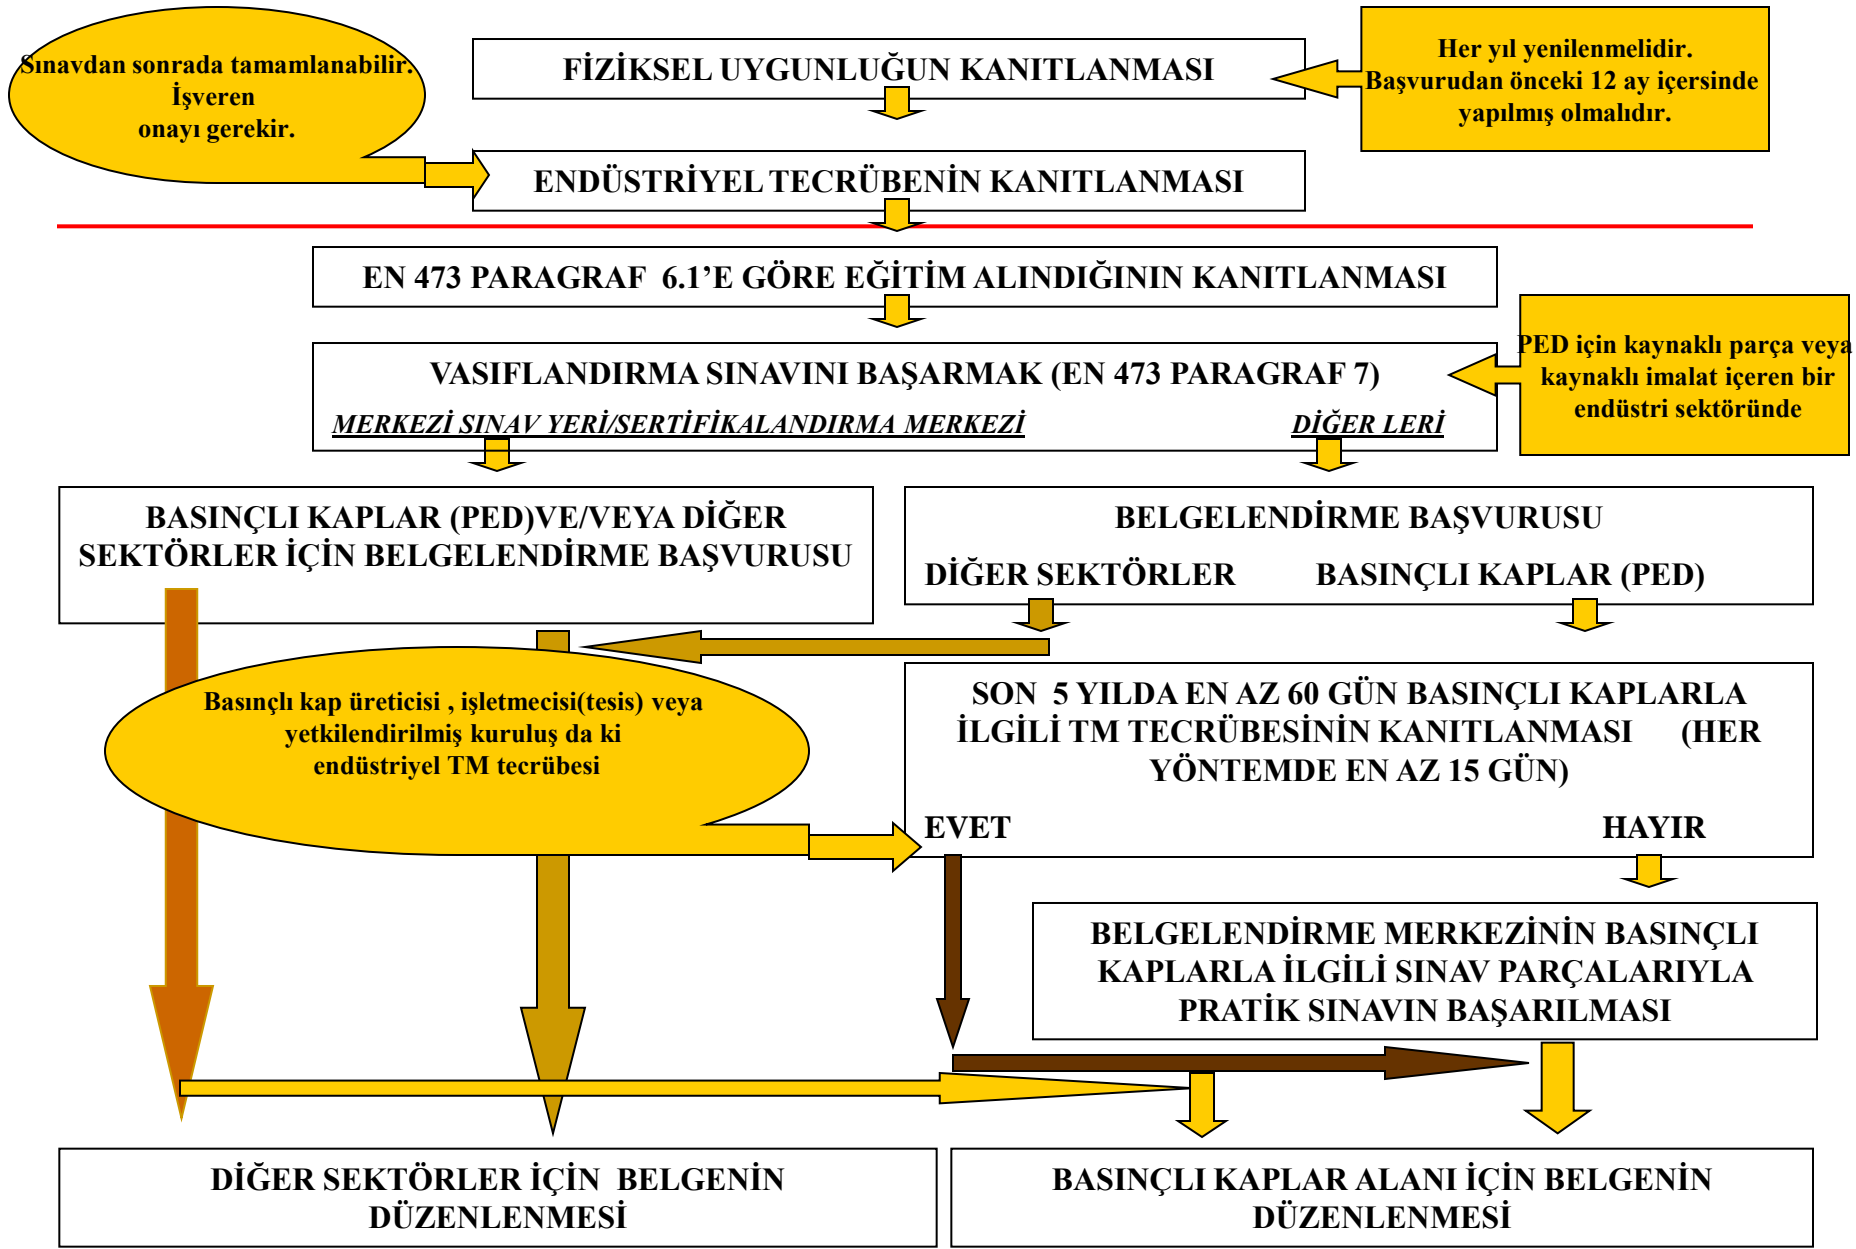 Sınavdan sonrada tamamlanabilir.
İşveren
onayı gerekir.
FİZİKSEL UYGUNLUĞUN KANITLANMASI
Her yıl yenilenmelidir.
Başvurudan önceki 12 ay içersinde
yapılmış olmalıdır.
ENDÜSTRİYEL TECRÜBENİN KANITLANMASI
EN 473 PARAGRAF 6.1’E GÖRE EĞİTİM ALINDIĞININ KANITLANMASI
VASIFLANDIRMA SINAVINI BAŞARMAK (EN 473 PARAGRAF 7)
MERKEZİ SINAV YERİ/SERTİFİKALANDIRMA MERKEZİ DİĞER LERİ
PED için kaynaklı parça veya
kaynaklı imalat içeren bir
endüstri sektöründe
BASINÇLI KAPLAR (PED)VE/VEYA DİĞER
SEKTÖRLER İÇİN BELGELENDİRME BAŞVURUSU
BELGELENDİRME BAŞVURUSU
DİĞER SEKTÖRLER BASINÇLI KAPLAR (PED)
Basınçlı kap üreticisi , işletmecisi(tesis) veya
yetkilendirilmiş kuruluş da ki
endüstriyel TM tecrübesi
SON 5 YILDA EN AZ 60 GÜN BASINÇLI KAPLARLA
İLGİLİ TM TECRÜBESİNİN KANITLANMASI (HER
YÖNTEMDE EN AZ 15 GÜN)
EVET HAYIR
BELGELENDİRME MERKEZİNİN BASINÇLI
KAPLARLA İLGİLİ SINAV PARÇALARIYLA
PRATİK SINAVIN BAŞARILMASI
DİĞER SEKTÖRLER İÇİN BELGENİN
DÜZENLENMESİ
BASINÇLI KAPLAR ALANI İÇİN BELGENİN
DÜZENLENMESİ